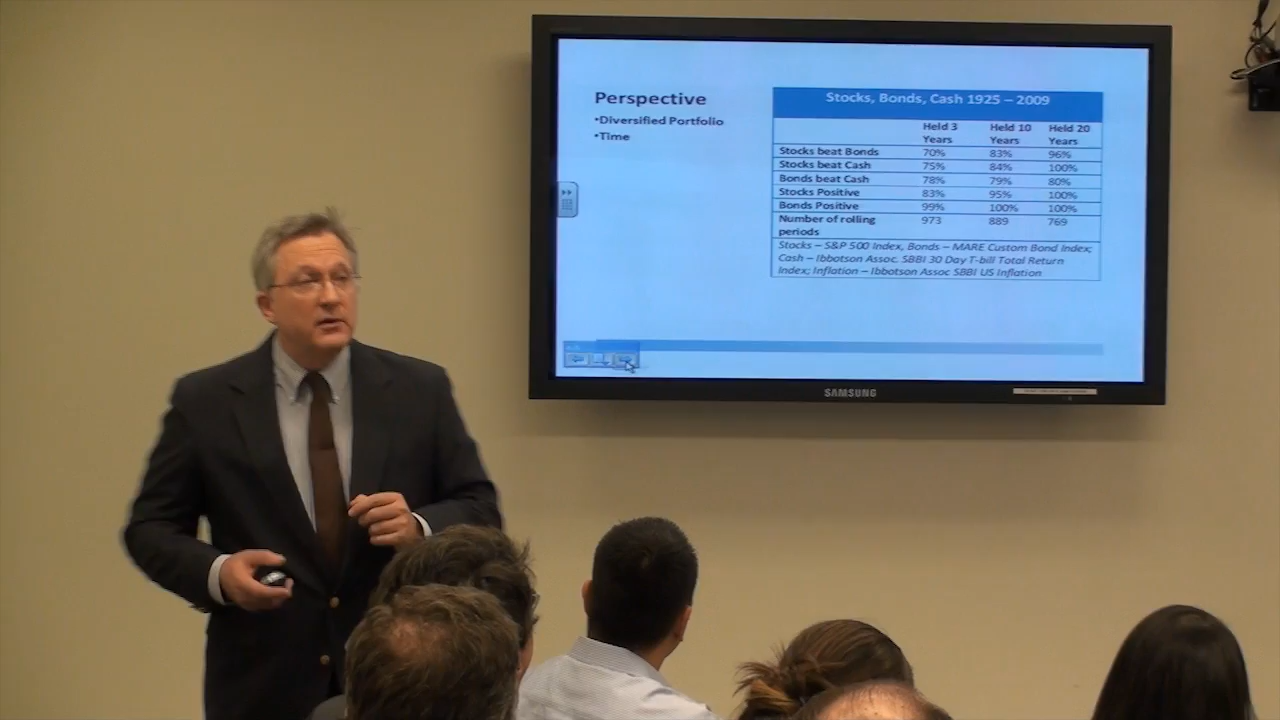 Perspective
•Diversified Portfolio
•Time
Stocks, Bonds, Cash 1925 – 2009
Held 3 Years Held 10 Years Held 20 Years
Stocks beat Bonds 70% 83% 96%
Stocks beat Cash 75% 84% 100%
Bonds beat Cash 78% 79% 80%
Stocks Positive 83% 95% 100%
Bonds Positive 99% 100% 100%
Number of rolling periods 973 889 769
Stocks – S&P 500 Index, Bonds – MARE Custom Bond Index;
Cash – Ibbotson Assoc. SBBI 30 Day T-bill Total Return
Index; Inflation – Ibbotson Assoc SBBI US Inflation
SAMSUNG